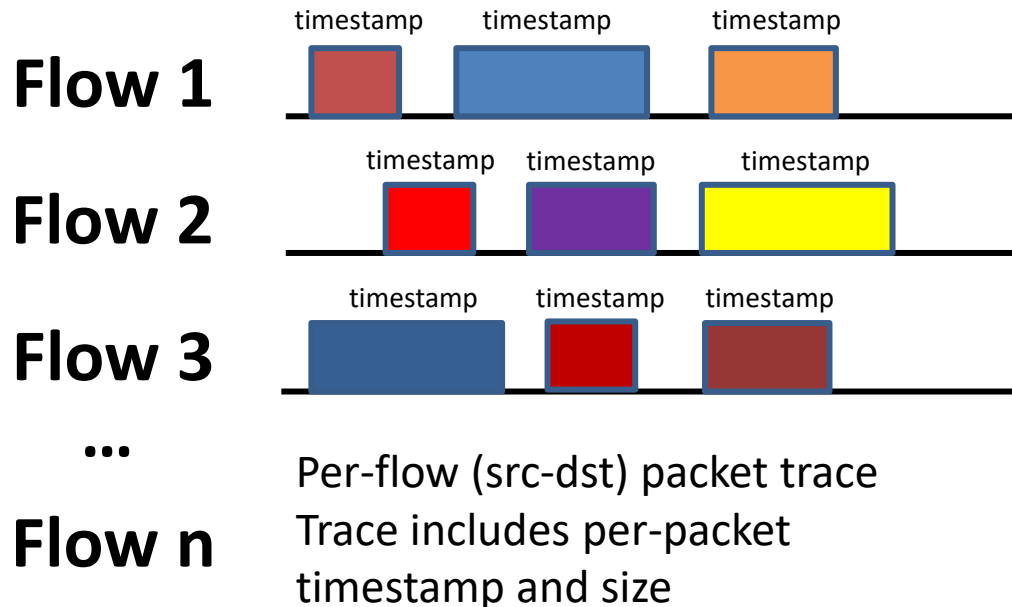 timestamp timestamp timestamp
Flow 1
timestamp timestamp timestamp
Flow 2
timestamp timestamp timestamp
Flow 3
...
Per-flow (src-dst) packet trace
Flow n
Trace includes per-packet
timestamp and size